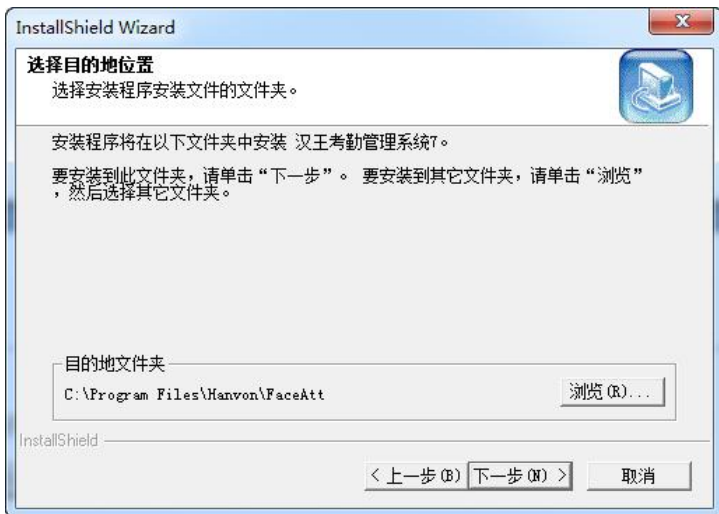 InstallShield Wizard
选择目的地位置
选择安装程序安装文件的文件夹。
安装程序将在以下文件夹中安装 汉王考勤管理系统7。
要安装到此文件夹，请单击“下一步”。 要安装到其它文件夹，请单击“浏览”
，然后选择其它文件夹。
目的地文件夹
C:\Program Files\Hanvon\FaceAtt
浏览(R)...
InstallShield
< 上一步(B)
下一步(N) >
取消